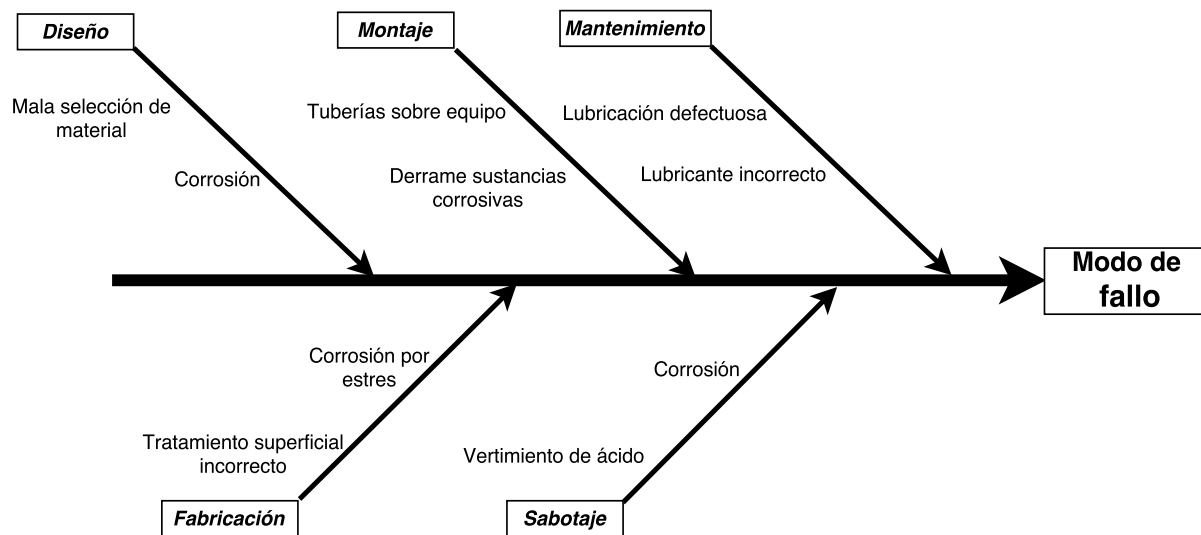 Diseño
Montaje
Mantenimiento
Mala selección de
material
Corrosión
Tuberías sobre equipo
Derrame sustancias
corrosivas
Lubricación defectuosa
Lubricante incorrecto
Modo de
fallo
Corrosión por
estres
Tratamiento superficial
incorrecto
Corrosión
Vertimiento de ácido
Fabricación
Sabotaje